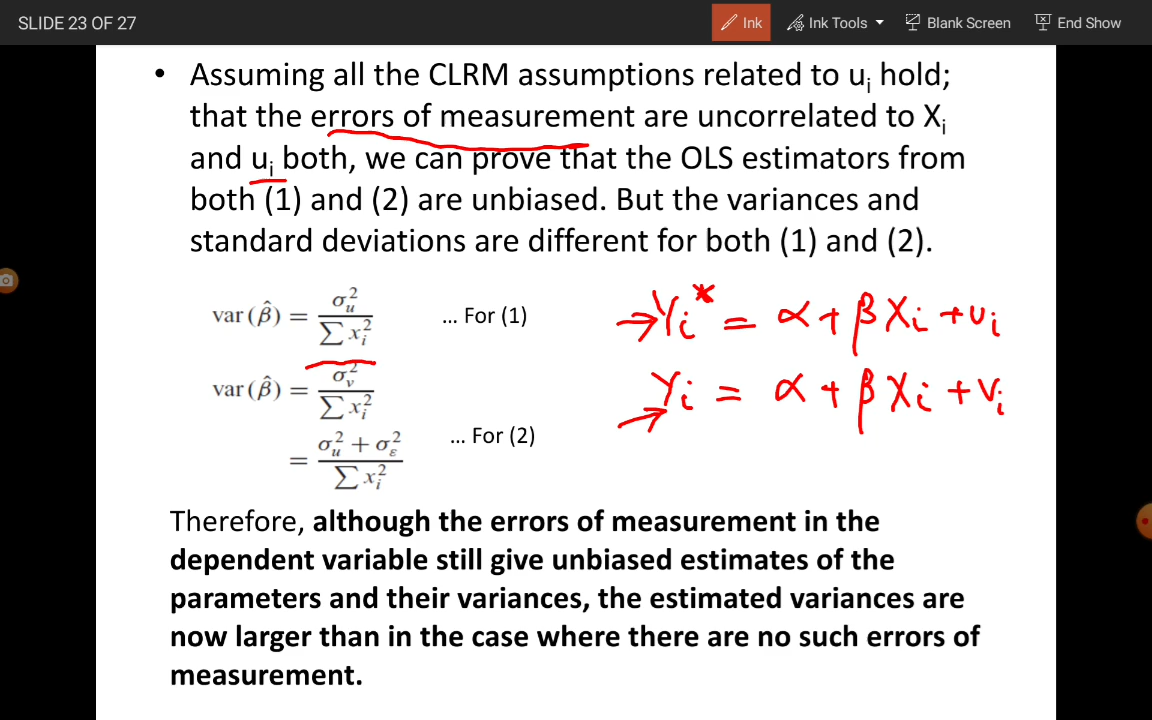 SLIDE 23 OF 27 Ink Ink Tools Blank Screen End Show
• Assuming all the CLRM assumptions related to uᵢ hold;
that the errors of measurement are uncorrelated to Xᵢ
and uᵢ both, we can prove that the OLS estimators from
both (1) and (2) are unbiased. But the variances and
standard deviations are different for both (1) and (2).
var(β̂) = σᵤ² / ∑ xᵢ² ... For (1)
→ Yᵢ* = α + β Xᵢ + uᵢ
var(β̂) = σᵥ² / ∑ xᵢ²
→ Yᵢ = α + β Xᵢ + vᵢ
= (σᵤ² + σ_ε²) / ∑ xᵢ² ... For (2)
Therefore, although the errors of measurement in the
dependent variable still give unbiased estimates of the
parameters and their variances, the estimated variances are
now larger than in the case where there are no such errors of
measurement.